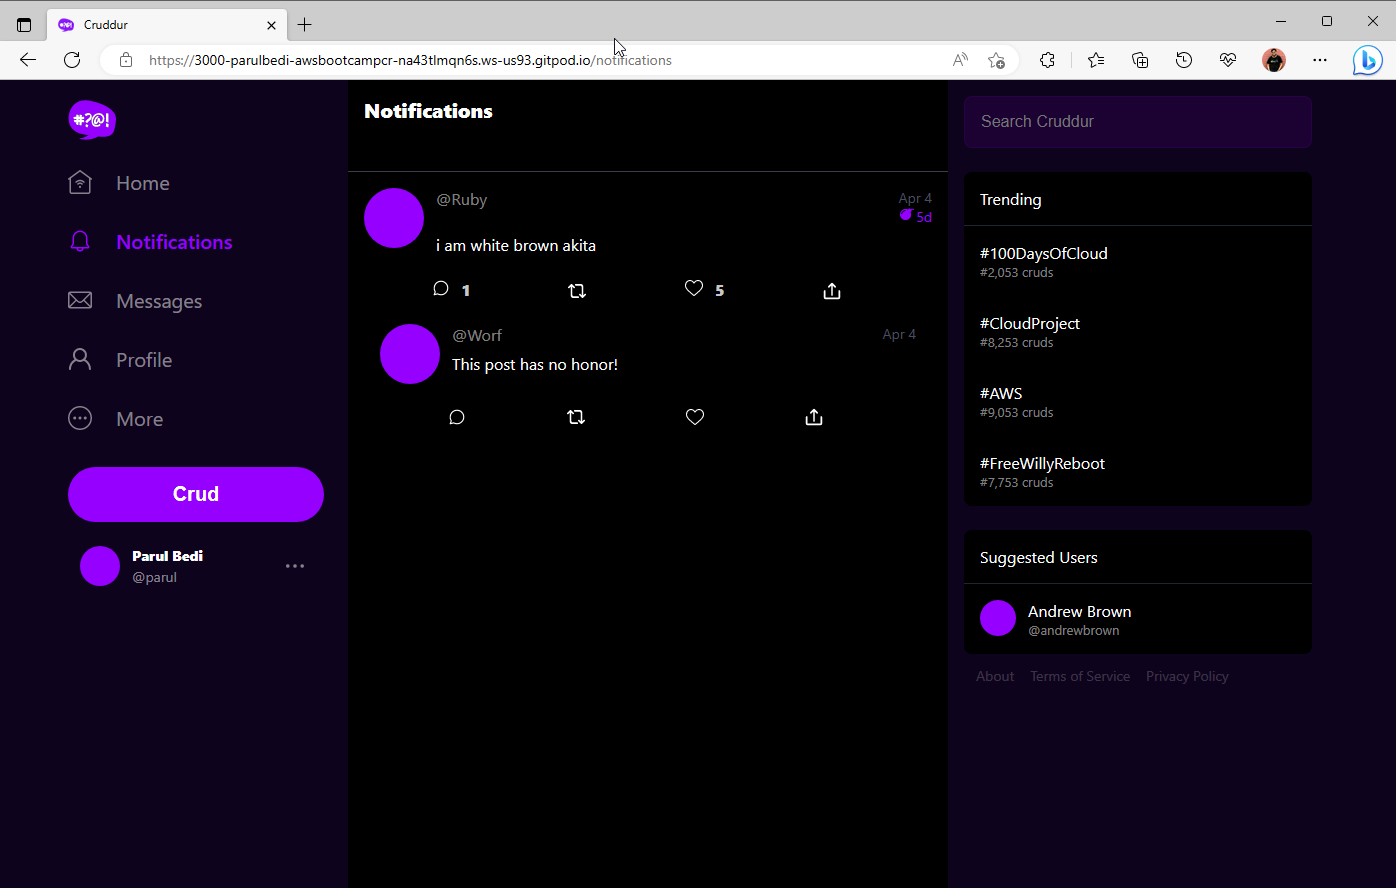 Cruddur
https://3000-parulbedi-awsbootcampcr-na43tlmqn6s.ws-us93.gitpod.io/notifications
#?@!
Home
Notifications
Messages
Profile
More
Crud
Parul Bedi
@parul
Notifications
@Ruby
Apr 4
5d
i am white brown akita
1
5
@Worf
Apr 4
This post has no honor!
Search Cruddur
Trending
#100DaysOfCloud
#2,053 cruds
#CloudProject
#8,253 cruds
#AWS
#9,053 cruds
#FreeWillyReboot
#7,753 cruds
Suggested Users
Andrew Brown
@andrewbrown
About Terms of Service Privacy Policy